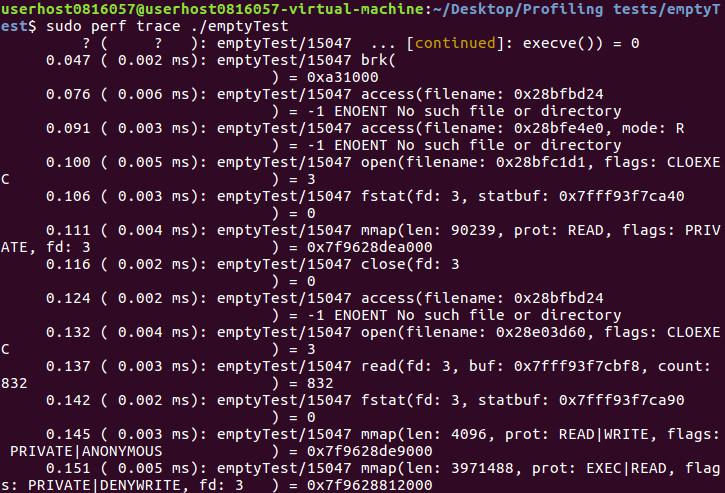 userhost0816057@userhost0816057-virtual-machine:~/Desktop/Profiling tests/emptyT
est$ sudo perf trace ./emptyTest
         ? (     ?   ): emptyTest/15047  ... [continued]: execve()) = 0
     0.047 ( 0.002 ms): emptyTest/15047 brk(
                              ) = 0xa31000
     0.076 ( 0.006 ms): emptyTest/15047 access(filename: 0x28bfbd24
                              ) = -1 ENOENT No such file or directory
     0.091 ( 0.003 ms): emptyTest/15047 access(filename: 0x28bfe4e0, mode: R
                              ) = -1 ENOENT No such file or directory
     0.100 ( 0.005 ms): emptyTest/15047 open(filename: 0x28bfc1d1, flags: CLOEXE
C                             ) = 3
     0.106 ( 0.003 ms): emptyTest/15047 fstat(fd: 3, statbuf: 0x7fff93f7ca40
                              ) = 0
     0.111 ( 0.004 ms): emptyTest/15047 mmap(len: 90239, prot: READ, flags: PRIV
ATE, fd: 3                    ) = 0x7f9628dea000
     0.116 ( 0.002 ms): emptyTest/15047 close(fd: 3
                              ) = 0
     0.124 ( 0.002 ms): emptyTest/15047 access(filename: 0x28bfbd24
                              ) = -1 ENOENT No such file or directory
     0.132 ( 0.004 ms): emptyTest/15047 open(filename: 0x28e03d60, flags: CLOEXE
C                             ) = 3
     0.137 ( 0.003 ms): emptyTest/15047 read(fd: 3, buf: 0x7fff93f7cbf8, count: 
832                           ) = 832
     0.142 ( 0.002 ms): emptyTest/15047 fstat(fd: 3, statbuf: 0x7fff93f7ca90
                              ) = 0
     0.145 ( 0.003 ms): emptyTest/15047 mmap(len: 4096, prot: READ|WRITE, flags:
 PRIVATE|ANONYMOUS            ) = 0x7f9628de9000
     0.151 ( 0.005 ms): emptyTest/15047 mmap(len: 3971488, prot: EXEC|READ, flag
s: PRIVATE|DENYWRITE, fd: 3   ) = 0x7f9628812000